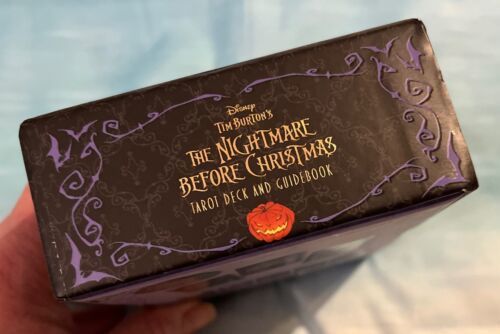 Disney
TIM BURTON'S
THE NIGHTMARE
BEFORE CHRISTMAS
TAROT DECK AND GUIDEBOOK